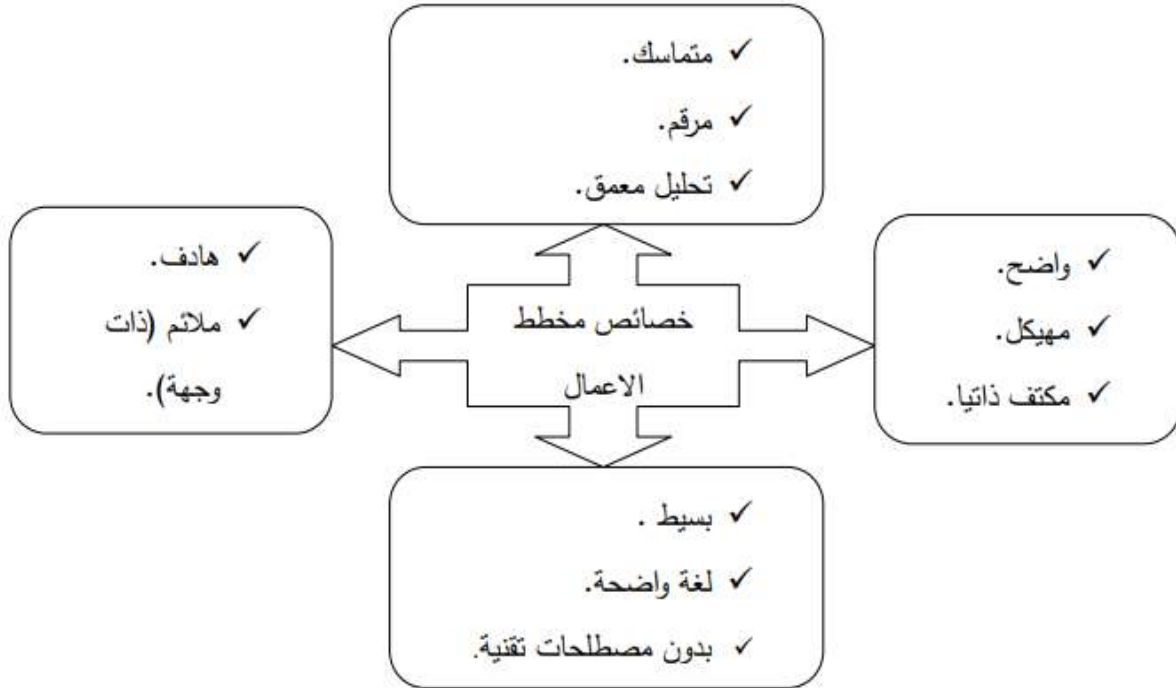 ✓ متماسك.
✓ مرقم.
✓ تحليل معمق.
✓ واضح.
✓ مهيكل.
✓ مكتف ذاتيا.
خصائص مخطط
الاعمال
✓ هادف.
✓ ملائم (ذات
وجهة).
✓ بسيط .
✓ لغة واضحة.
✓ بدون مصطلحات تقنية.